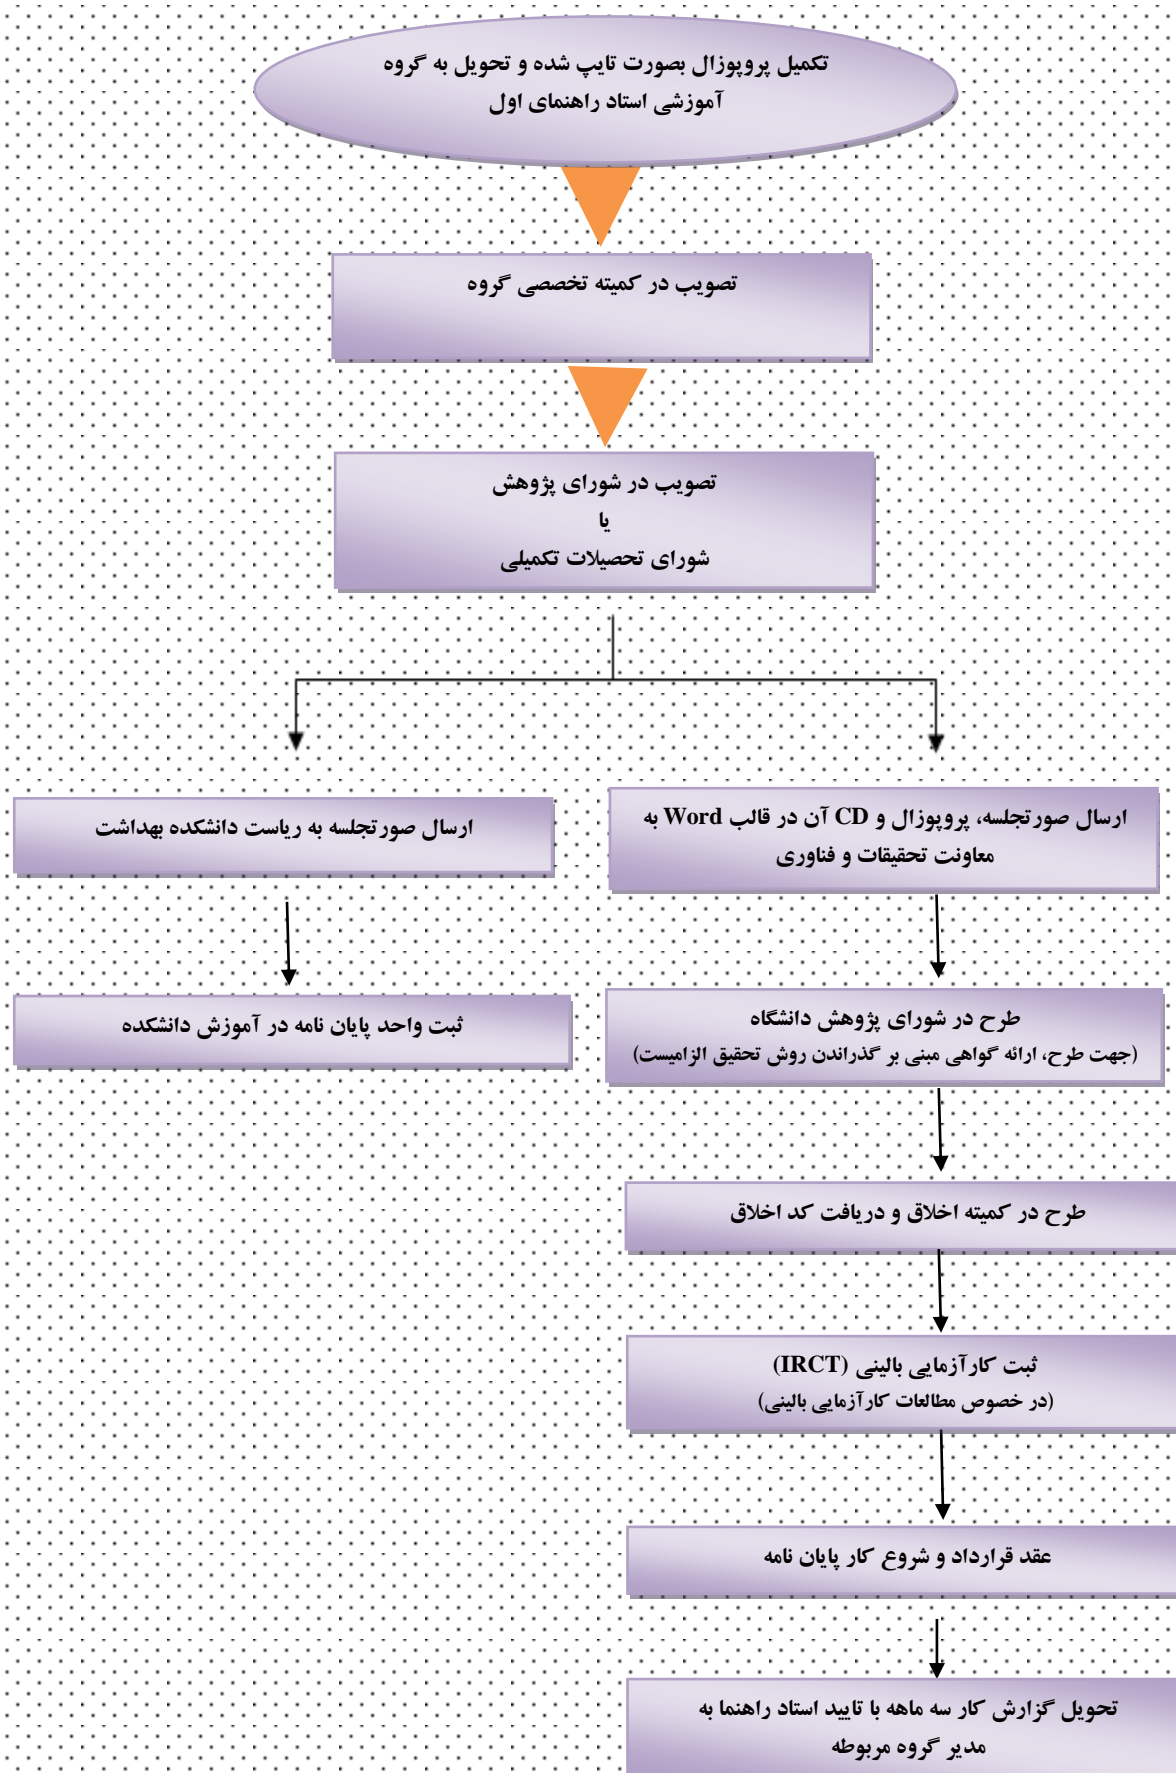 تکمیل پروپوزال بصورت تایپ شده و تحویل به گروه
آموزشی استاد راهنمای اول
تصویب در کمیته تخصصی گروه
تصویب در شورای پژوهش
یا
شورای تحصیلات تکمیلی
ارسال صورتجلسه، پروپوزال و CD آن در قالب Word به
معاونت تحقیقات و فناوری
ارسال صورتجلسه به ریاست دانشکده بهداشت
طرح در شورای پژوهش دانشگاه
(جهت طرح، ارائه گواهی مبنی بر گذراندن روش تحقیق الزامیست)
ثبت واحد پایان نامه در آموزش دانشکده
طرح در کمیته اخلاق و دریافت کد اخلاق
ثبت کارآزمایی بالینی (IRCT)
(در خصوص مطالعات کارآزمایی بالینی)
عقد قرارداد و شروع کار پایان نامه
تحویل گزارش کار سه ماهه با تایید استاد راهنما به
مدیر گروه مربوطه